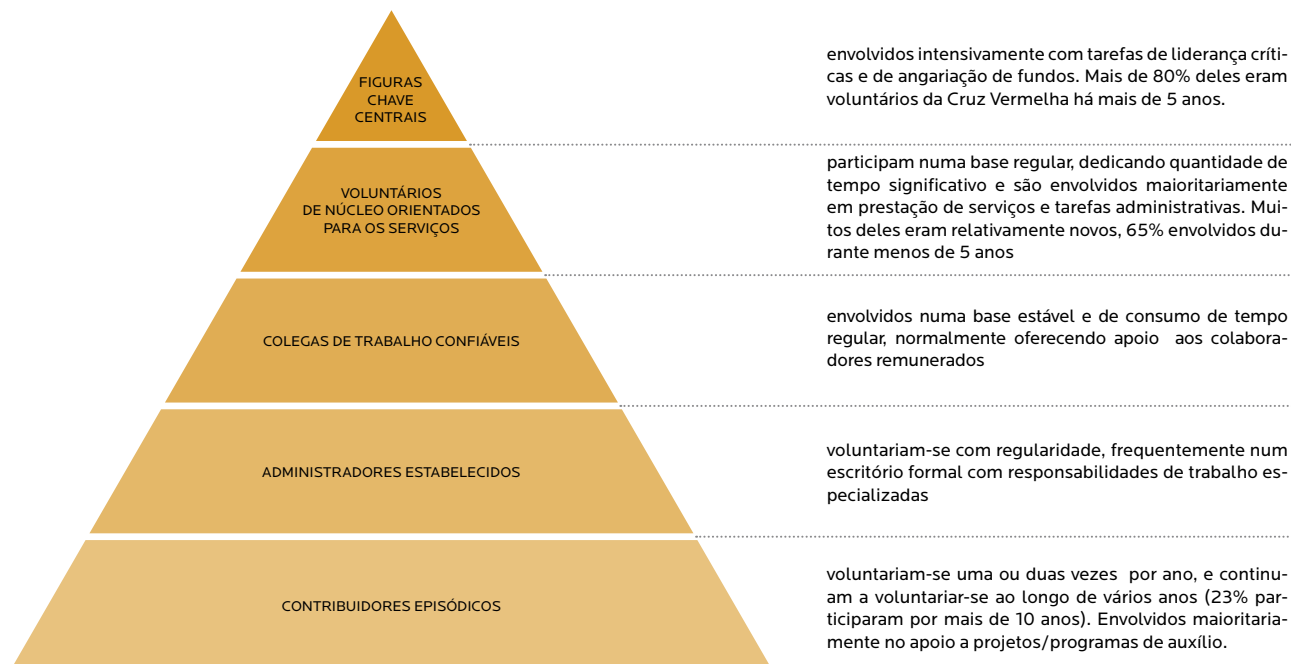 FIGURAS
CHAVE
CENTRAIS
envolvidos intensivamente com tarefas de liderança críti-
cas e de angariação de fundos. Mais de 80% deles eram
voluntários da Cruz Vermelha há mais de 5 anos.
VOLUNTÁRIOS
DE NÚCLEO ORIENTADOS
PARA OS SERVIÇOS
participam numa base regular, dedicando quantidade de
tempo significativo e são envolvidos maioritariamente
em prestação de serviços e tarefas administrativas. Mui-
tos deles eram relativamente novos, 65% envolvidos du-
rante menos de 5 anos
COLEGAS DE TRABALHO CONFIÁVEIS
envolvidos numa base estável e de consumo de tempo
regular, normalmente oferecendo apoio aos colabora-
dores remunerados
ADMINISTRADORES ESTABELECIDOS
voluntariam-se com regularidade, frequentemente num
escritório formal com responsabilidades de trabalho es-
pecializadas
CONTRIBUIDORES EPISÓDICOS
voluntariam-se uma ou duas vezes por ano, e continu-
am a voluntariar-se ao longo de vários anos (23% par-
ticiparam por mais de 10 anos). Envolvidos maioritaria-
mente no apoio a projetos/programas de auxílio.